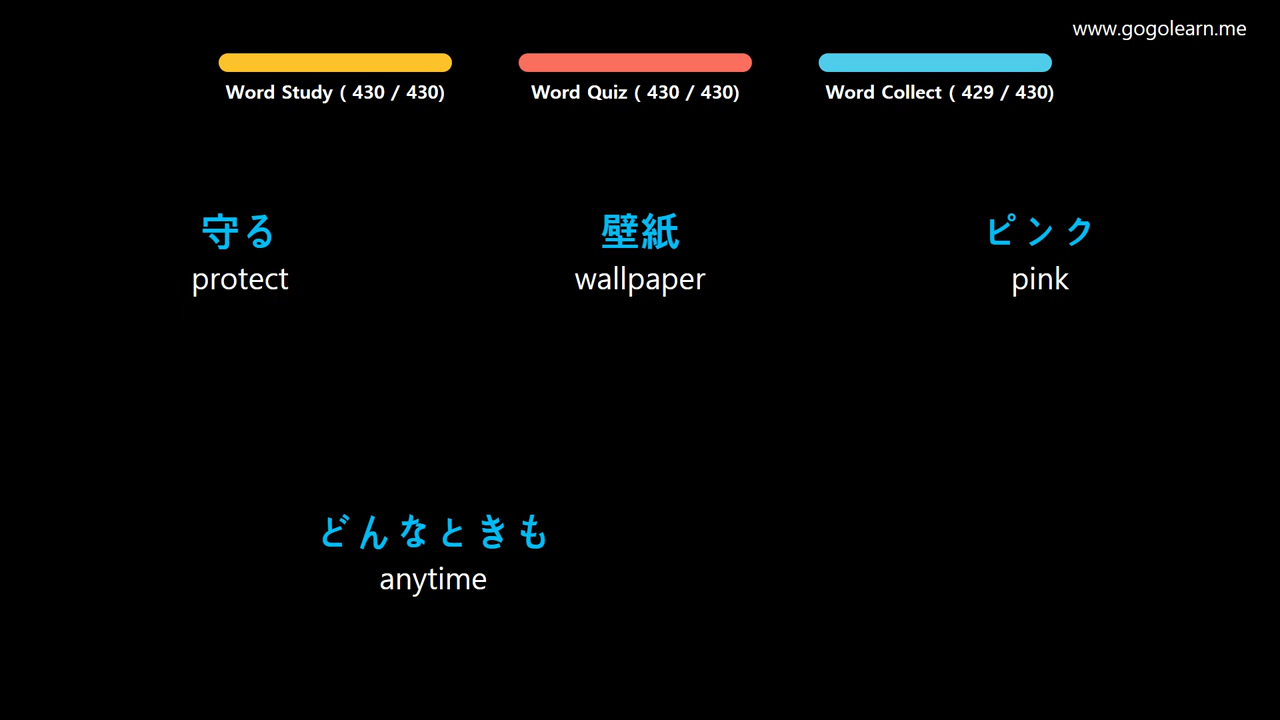 www.gogolearn.me
Word Study ( 430 / 430)
Word Quiz ( 430 / 430)
Word Collect ( 429 / 430)
守る
protect
壁紙
wallpaper
ピンク
pink
どんなときも
anytime